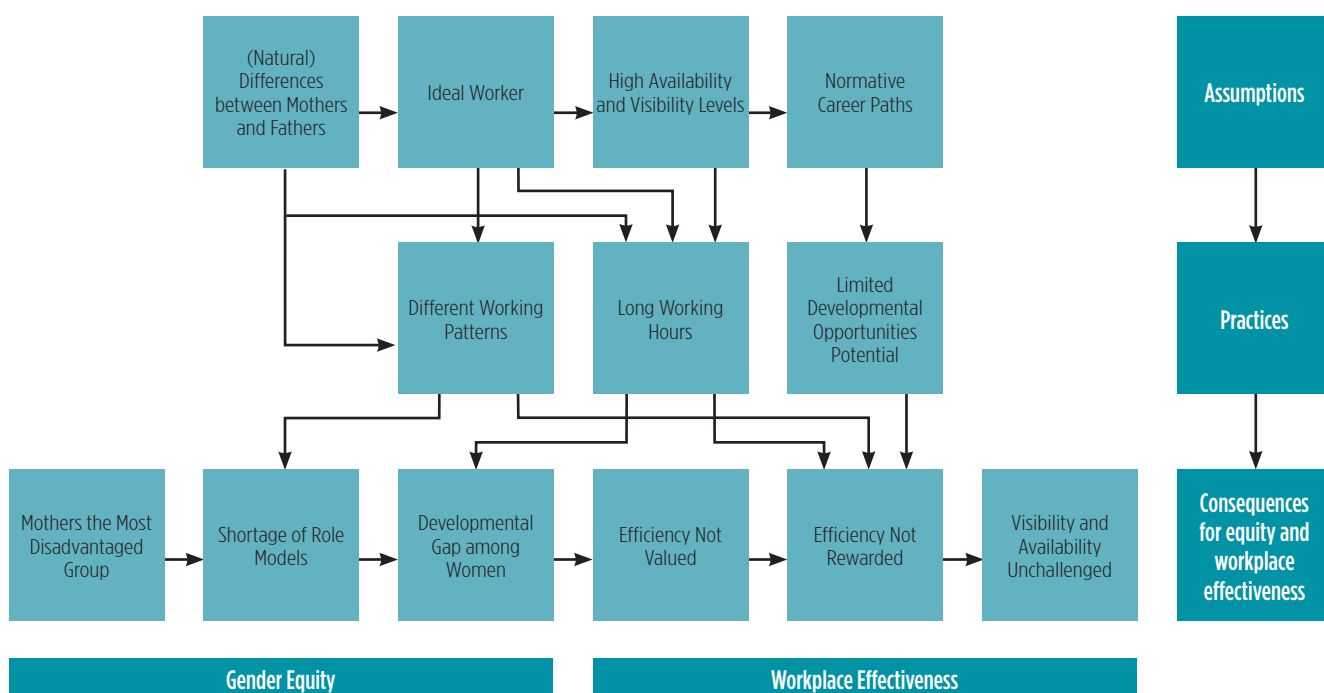 (Natural)
Differences
between Mothers
and Fathers
Ideal Worker
High Availability
and Visibility Levels
Normative
Career Paths
Assumptions
Different Working
Patterns
Long Working
Hours
Limited
Developmental
Opportunities
Potential
Practices
Mothers the Most
Disadvantaged
Group
Shortage of Role
Models
Developmental
Gap among
Women
Efficiency Not
Valued
Efficiency Not
Rewarded
Visibility and
Availability
Unchallenged
Consequences
for equity and
workplace
effectiveness
Gender Equity
Workplace Effectiveness